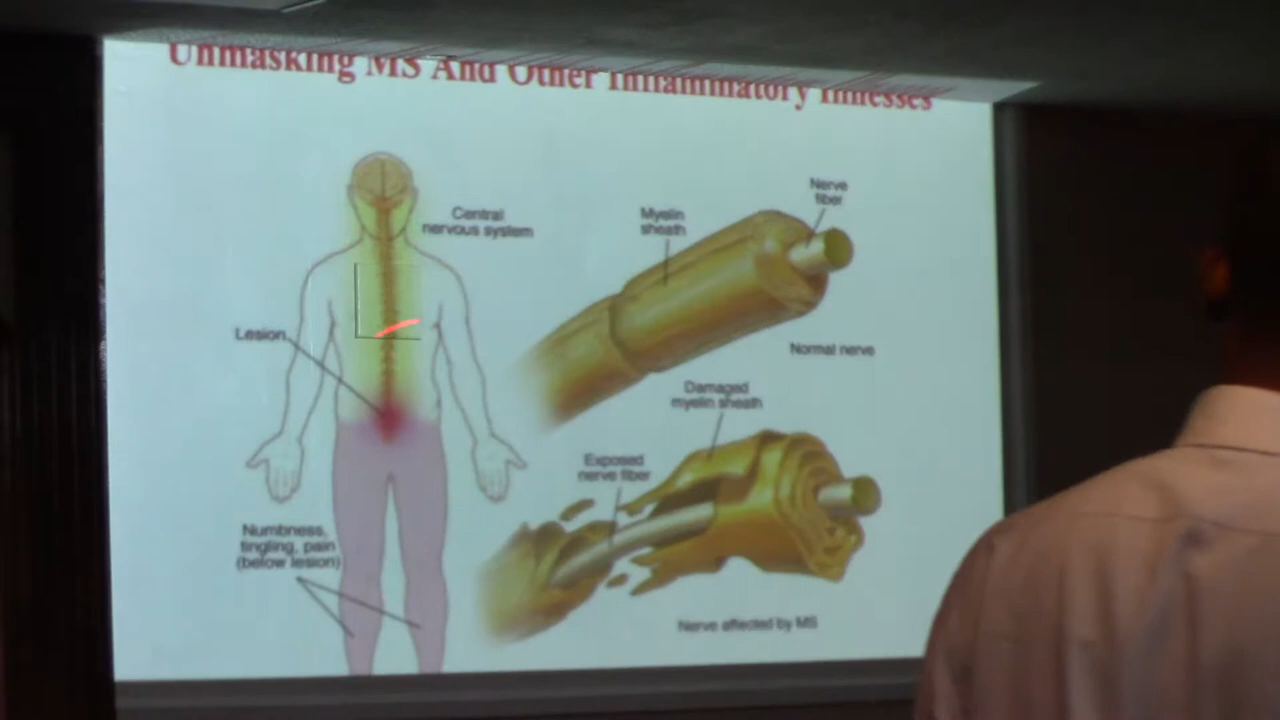 Unmasking MS And Other Inflammatory Illnesses
Central
nervous system
Nerve
fiber
Myelin
sheath
Lesion
Normal nerve
Damaged
myelin sheath
Exposed
nerve fiber
Numbness,
tingling, pain
(below lesion)
Nerve affected by MS